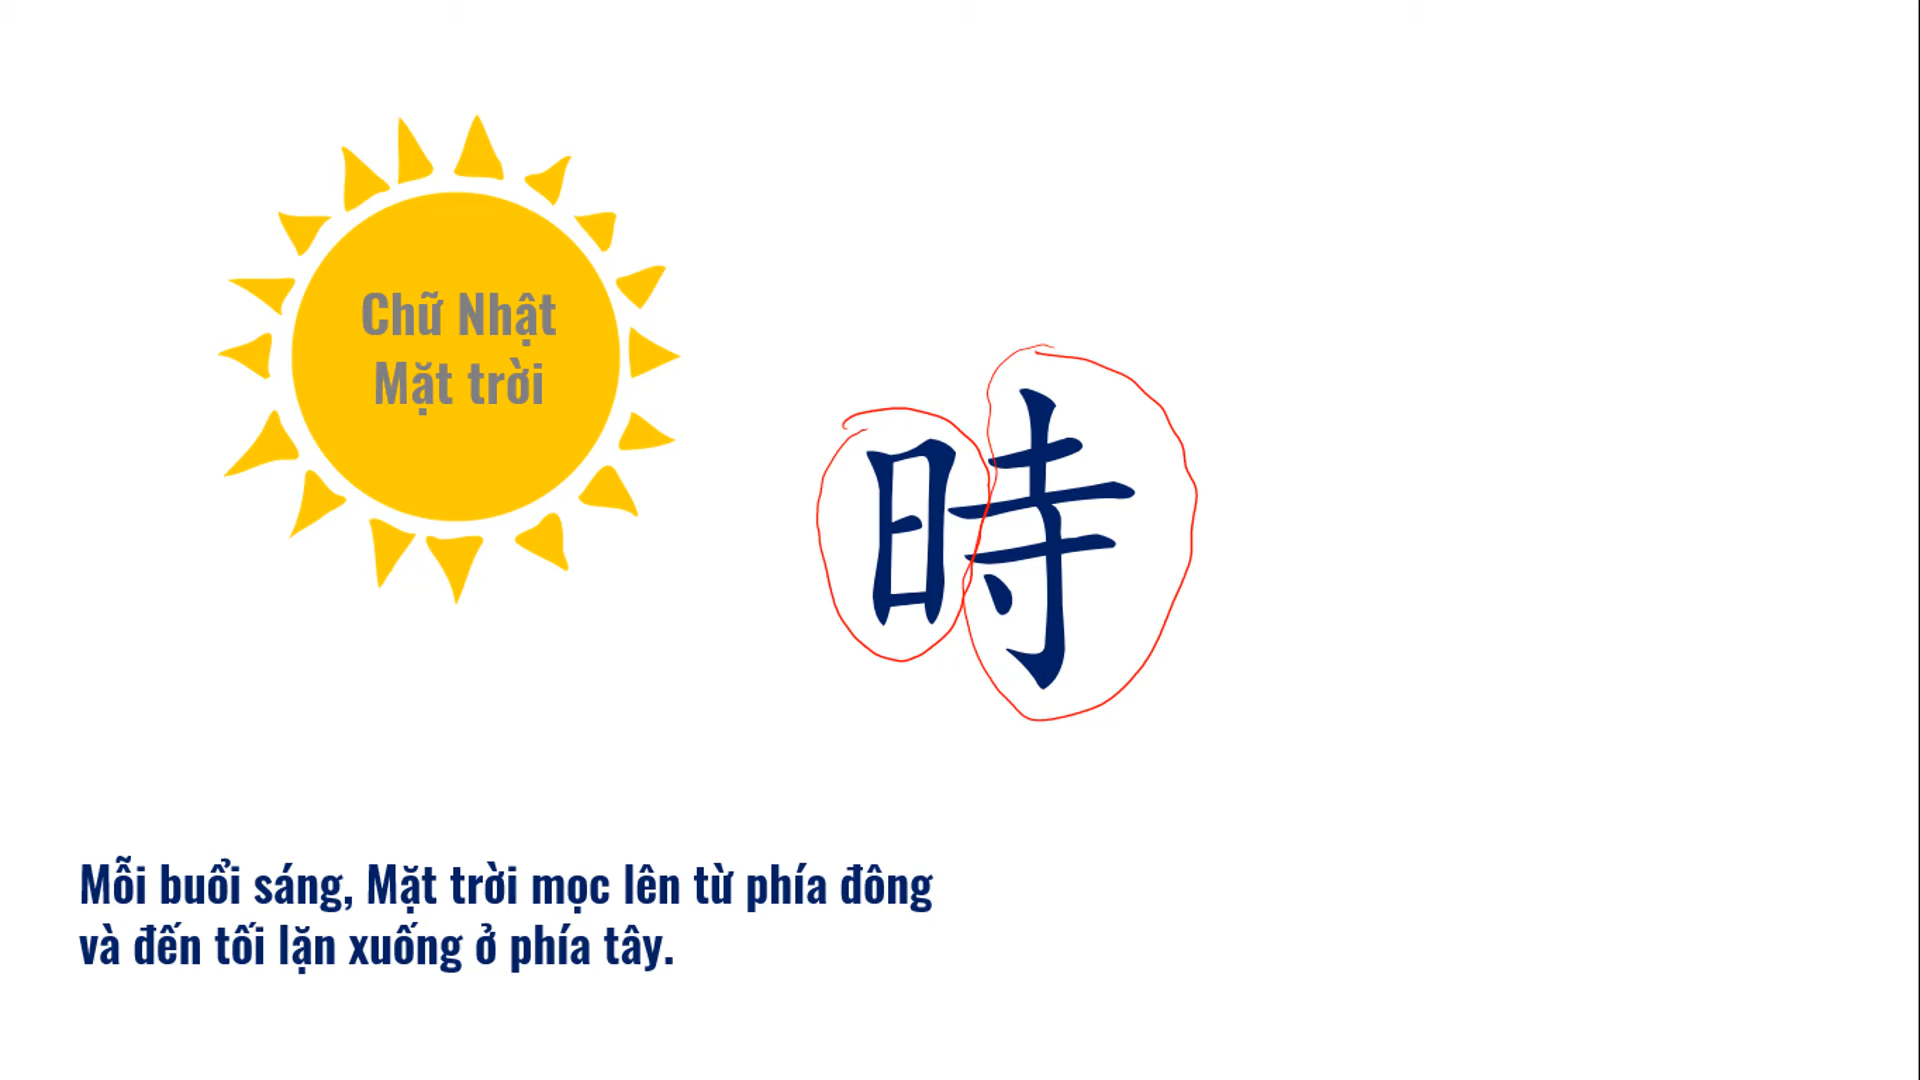 Chữ Nhật
Mặt trời
時
Mỗi buổi sáng, Mặt trời mọc lên từ phía đông
và đến tối lặn xuống ở phía tây.